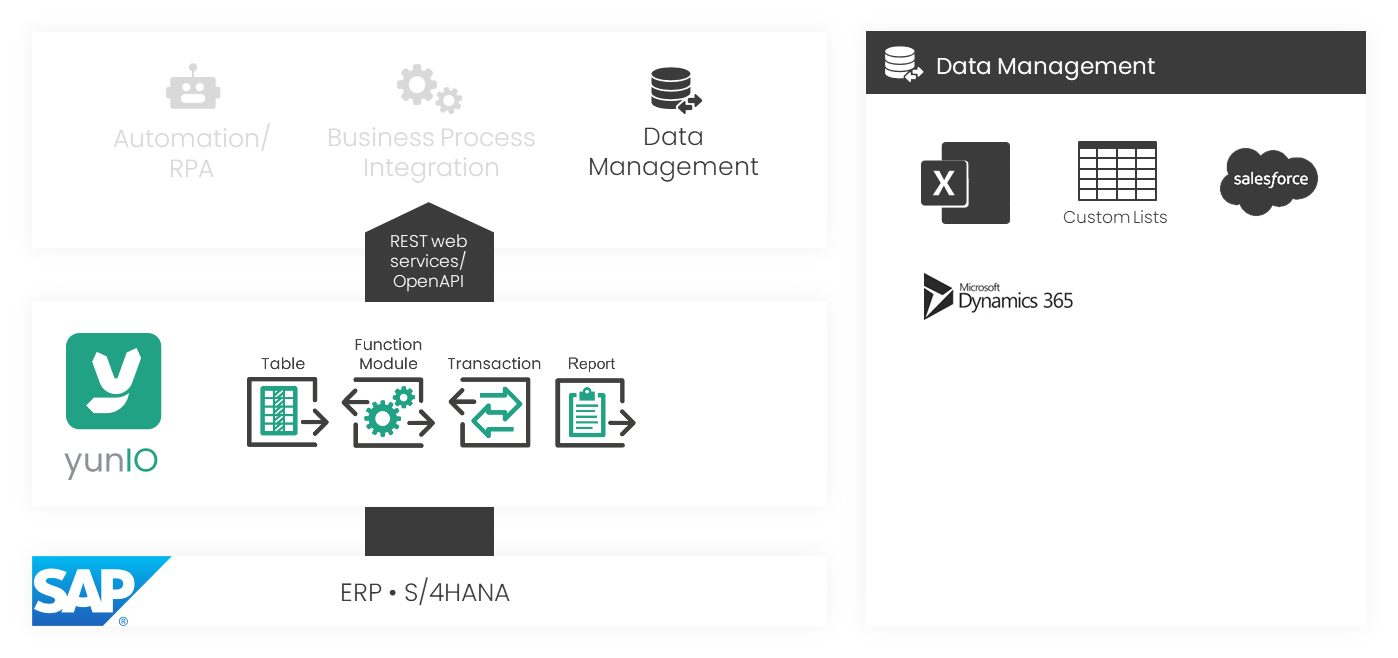 Automation/
RPA
Business Process
Integration
Data
Management
REST web
services/
OpenAPI
yunIO
Table
Function
Module
Transaction
Report
SAP
®
ERP • S/4HANA
Data Management
X
Custom Lists
salesforce
Microsoft
Dynamics 365